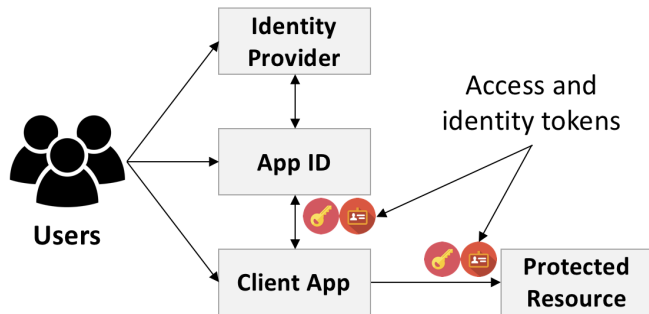 Identity
Provider
Access and
identity tokens
App ID
Users
Client App
Protected
Resource